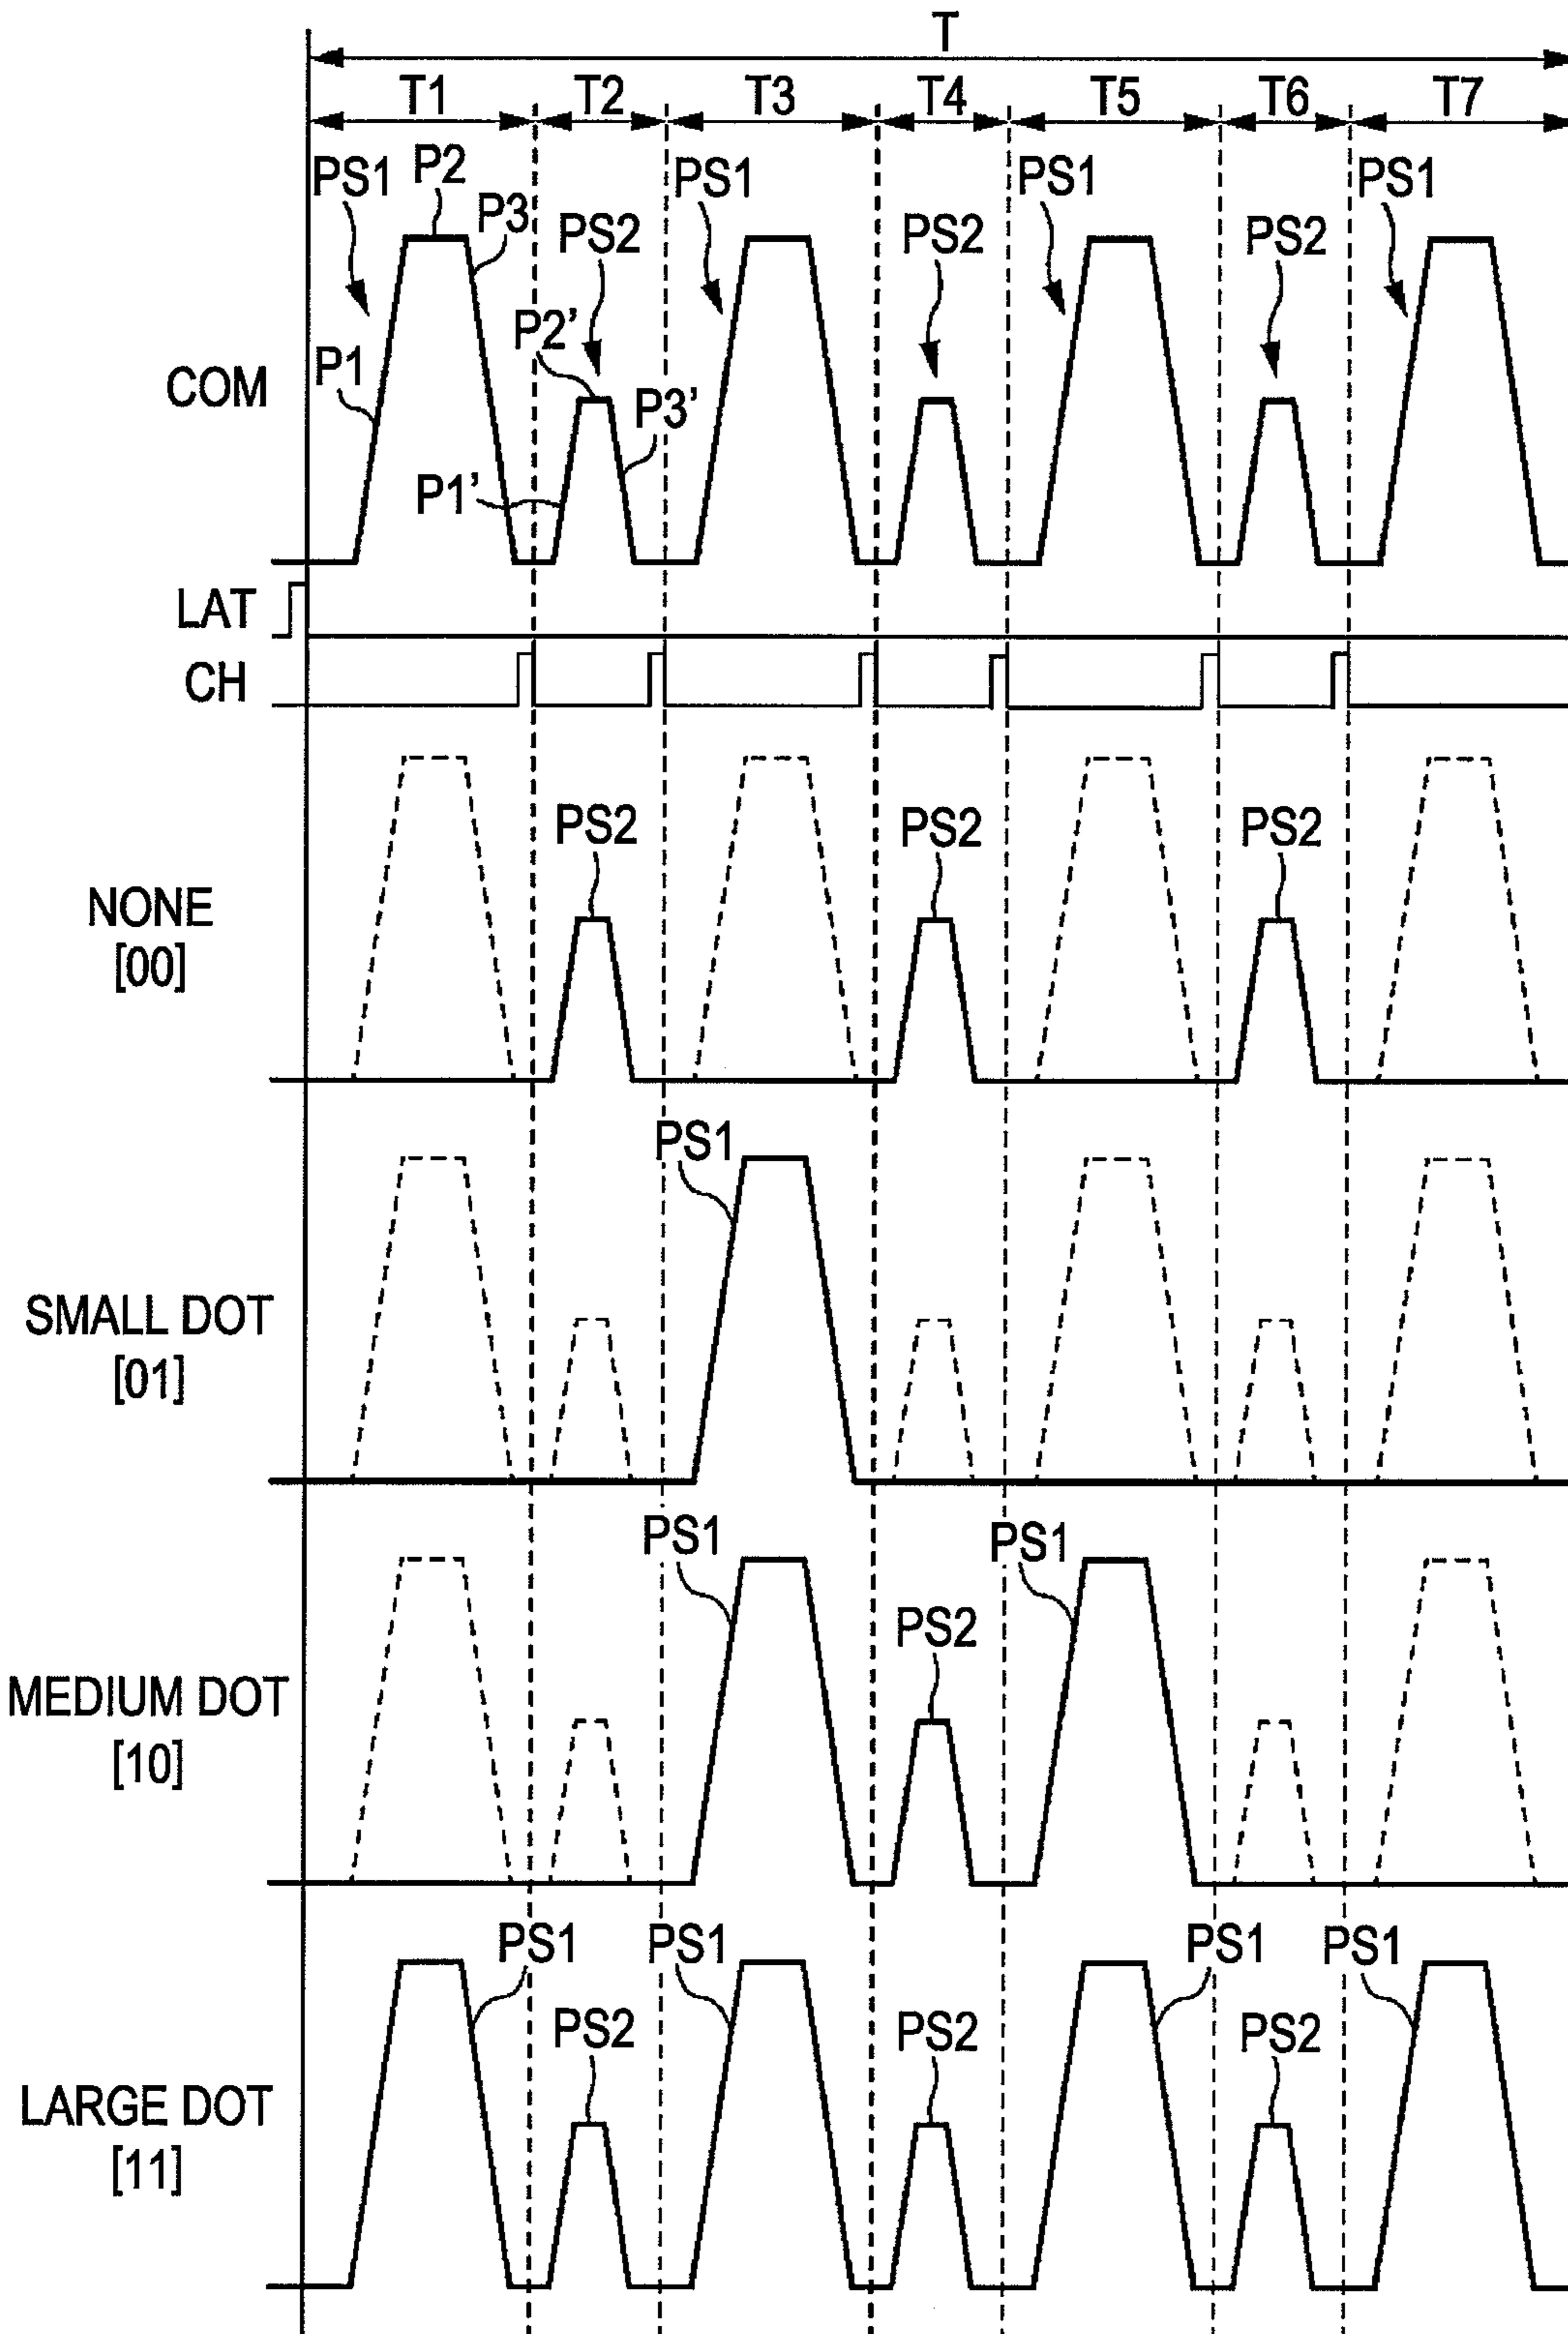 T
T1 T2 T3 T4 T5 T6 T7
PS1 P2 P3 PS2 PS1 PS2 PS1 PS2 PS1
P2'
P1 P3'
COM
P1'
LAT
CH
PS2 PS2 PS2
NONE
[00]
PS1
SMALL DOT
[01]
PS1 PS1
PS2
MEDIUM DOT
[10]
PS1 PS1 PS1 PS1
PS2 PS2 PS2
LARGE DOT
[11]